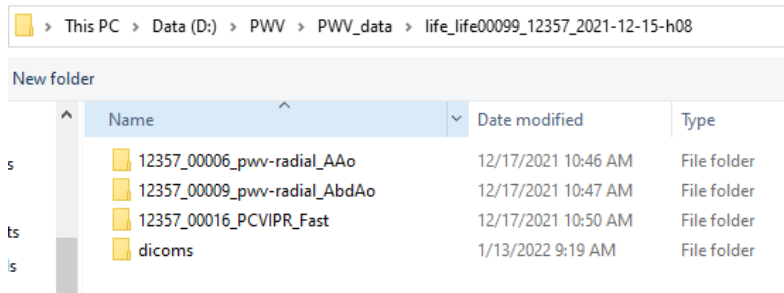 This PC > Data (D:) > PWV > PWV_data > life_life00099_12357_2021-12-15-h08
New folder
Name Date modified Type
12357_00006_pwv-radial_AAo 12/17/2021 10:46 AM File folder
12357_00009_pwv-radial_AbdAo 12/17/2021 10:47 AM File folder
12357_00016_PCVIPR_Fast 12/17/2021 10:50 AM File folder
dicoms 1/13/2022 9:19 AM File folder